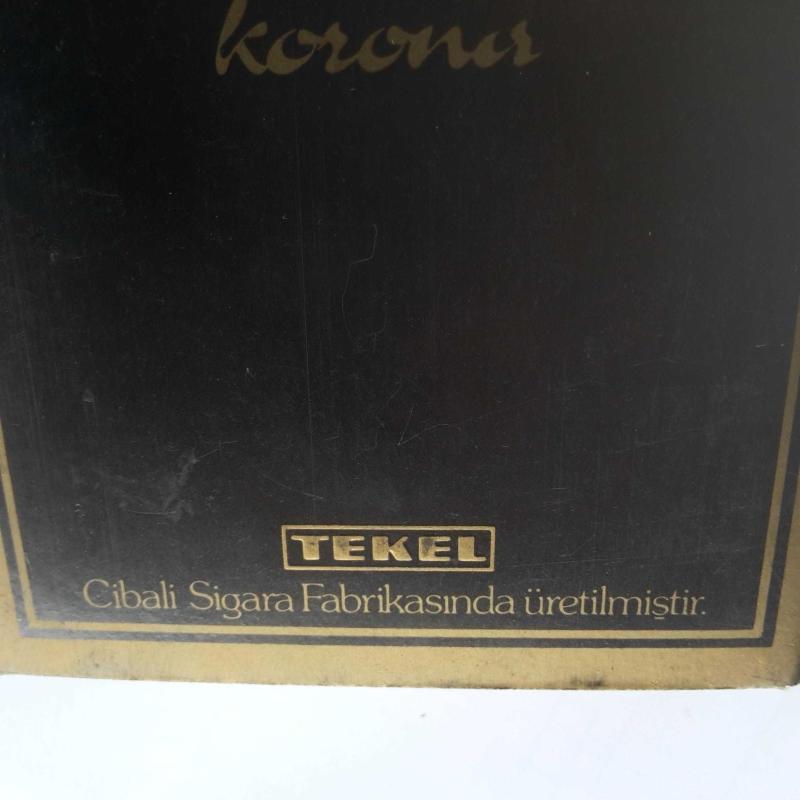 korona
TEKEL
Cibali Sigara Fabrikasında üretilmiştir.